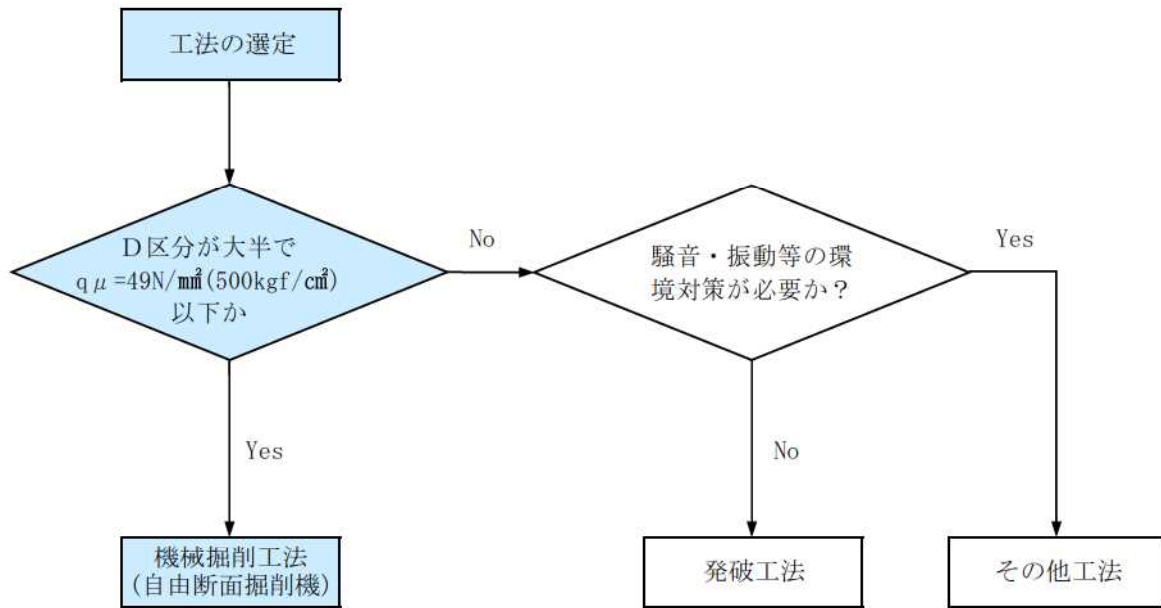 工法の選定
D区分が大半で
qμ=49N/㎟(500kgf/㎠)
以下か
No
騒音・振動等の環
境対策が必要か？
Yes
Yes
No
機械掘削工法
(自由断面掘削機)
発破工法
その他工法